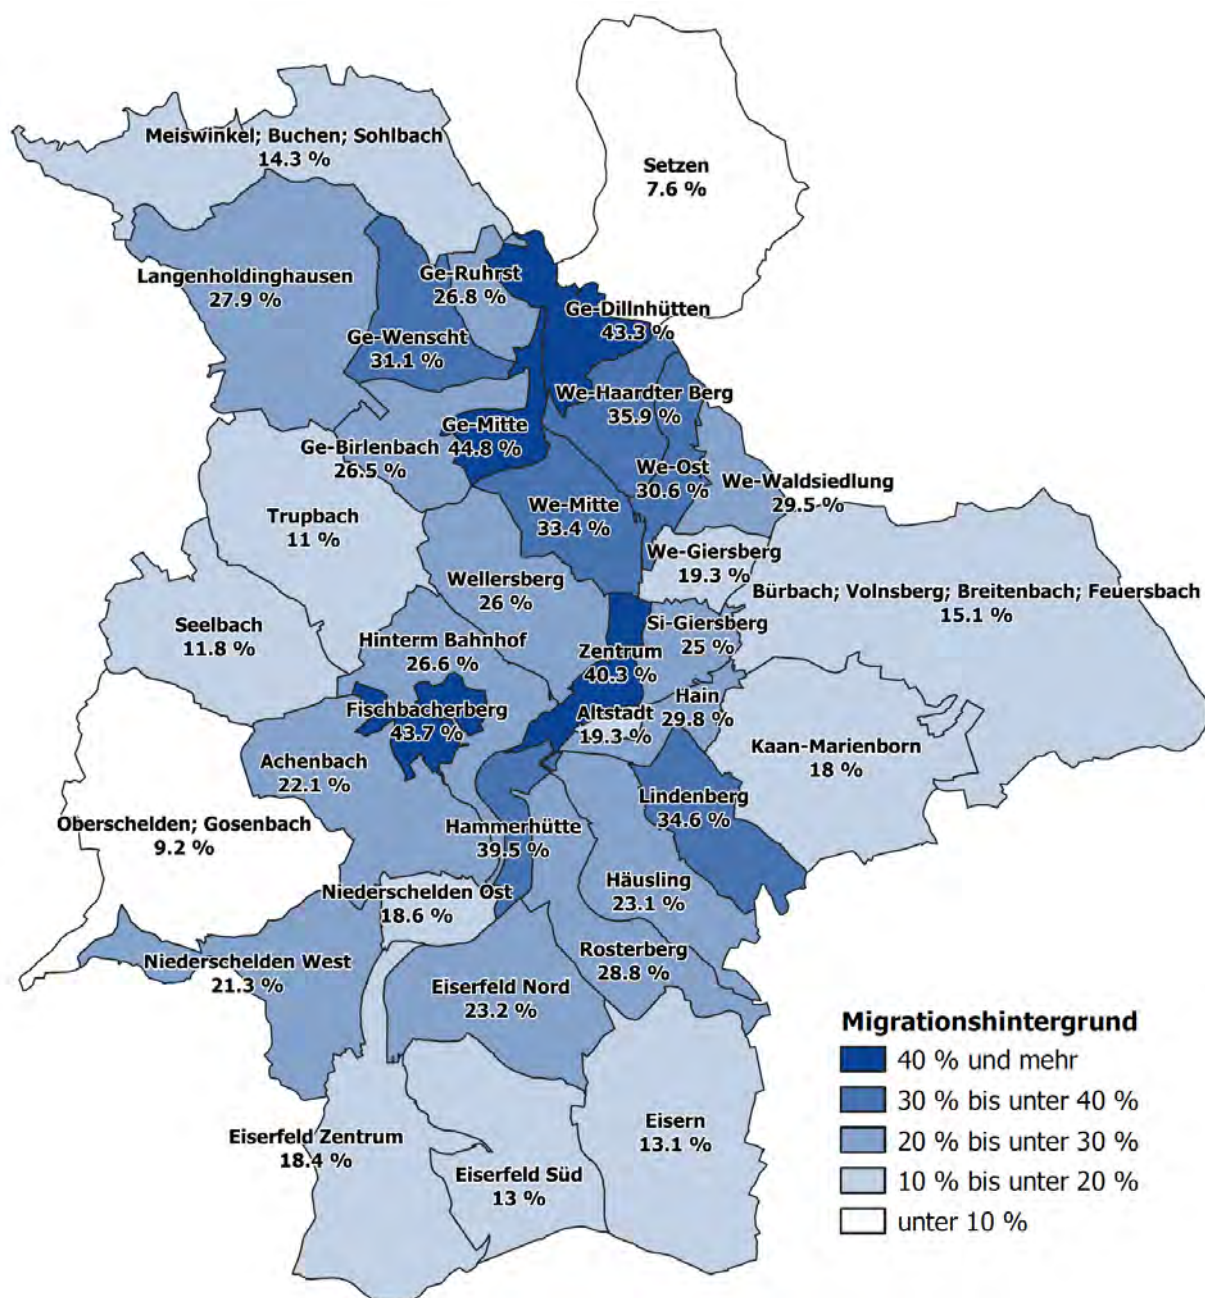 Meiswinkel; Buchen; Sohlbach
14.3 %
Setzen
7.6 %
Langenholdinghausen
27.9 %
Ge-Ruhrst
26.8 %
Ge-Dillnhütten
43.3 %
Ge-Wenscht
31.1 %
We-Haardter Berg
35.9 %
Ge-Mitte
44.8 %
Ge-Birlenbach
26.5 %
We-Ost
30.6 %
We-Waldsiedlung
29.5 %
We-Mitte
33.4 %
Trupbach
11 %
We-Giersberg
19.3 %
Wellersberg
26 %
Bürbach; Volnsberg; Breitenbach; Feuersbach
15.1 %
Seelbach
11.8 %
Si-Giersberg
25 %
Hinterm Bahnhof
26.6 %
Zentrum
40.3 %
Hain
29.8 %
Fischbacherberg
43.7 %
Altstadt
19.3 %
Kaan-Marienborn
18 %
Achenbach
22.1 %
Lindenberg
34.6 %
Oberschelden; Gosenbach
9.2 %
Hammerhütte
39.5 %
Häusling
23.1 %
Niederschelden Ost
18.6 %
Rosterberg
28.8 %
Niederschelden West
21.3 %
Eiserfeld Nord
23.2 %
Eisern
13.1 %
Eiserfeld Zentrum
18.4 %
Eiserfeld Süd
13 %
Migrationshintergrund
40 % und mehr
30 % bis unter 40 %
20 % bis unter 30 %
10 % bis unter 20 %
unter 10 %